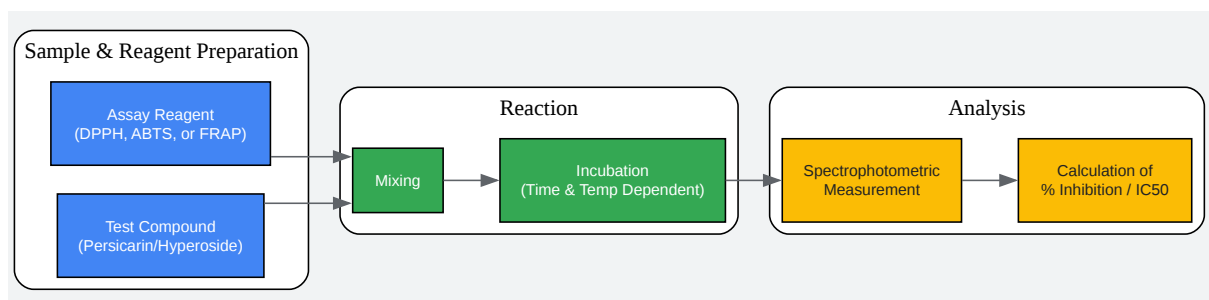 Sample & Reagent Preparation
Assay Reagent
(DPPH, ABTS, or FRAP)
Test Compound
(Persicarin/Hyperoside)
Reaction
Mixing
Incubation
(Time & Temp Dependent)
Analysis
Spectrophotometric
Measurement
Calculation of
% Inhibition / IC50